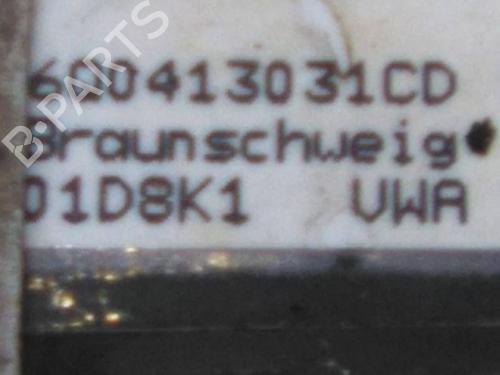 B-PARTS
6Q0413031CD
Braunschweig
01D8K1 VWA